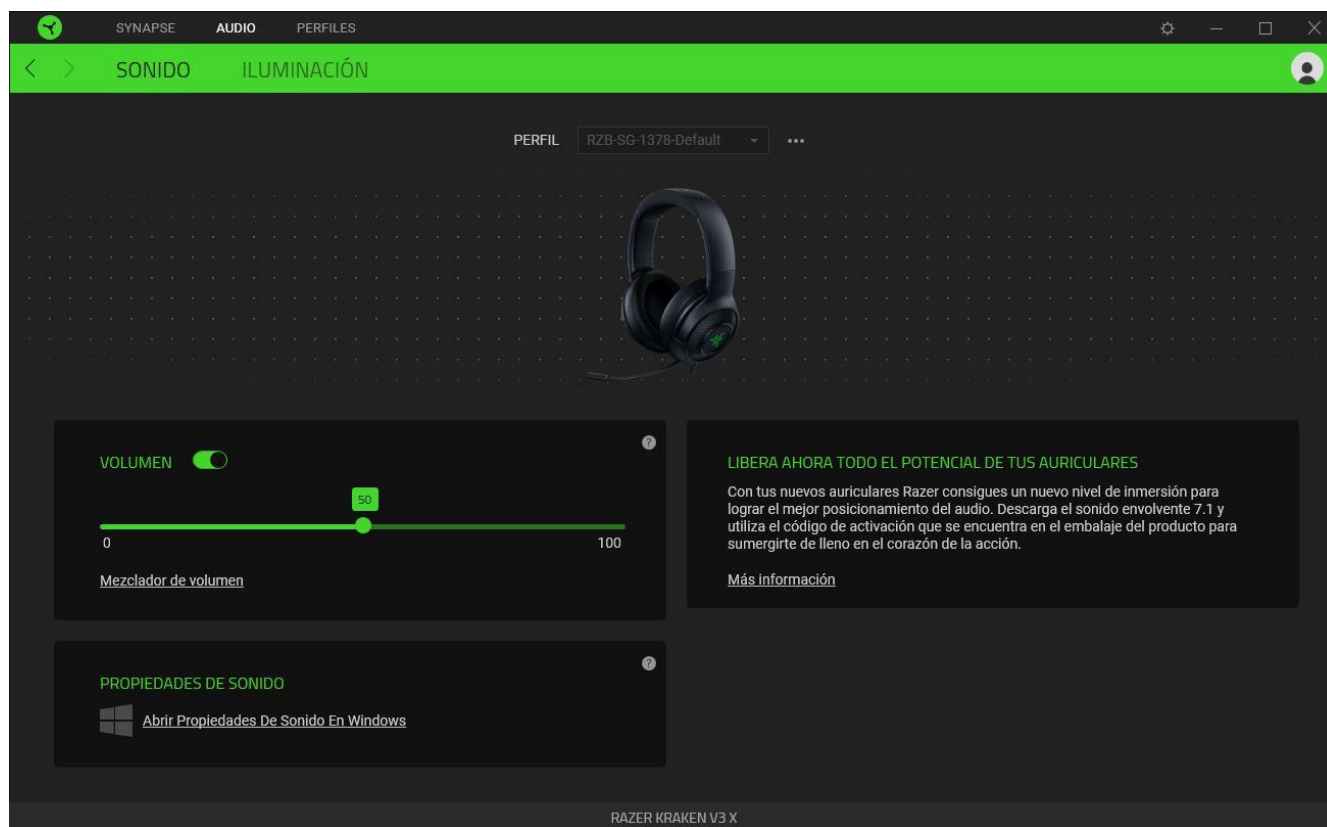 SYNAPSE AUDIO PERFILES
SONIDO ILUMINACIÓN
PERFIL RZB-SG-1378-Default
VOLUMEN
50
0 100
Mezclador de volumen
LIBERA AHORA TODO EL POTENCIAL DE TUS AURICULARES
Con tus nuevos auriculares Razer consigues un nuevo nivel de inmersión para
lograr el mejor posicionamiento del audio. Descarga el sonido envolvente 7.1 y
utiliza el código de activación que se encuentra en el embalaje del producto para
sumergirte de lleno en el corazón de la acción.
Más información
PROPIEDADES DE SONIDO
Abrir Propiedades De Sonido En Windows
RAZER KRAKEN V3 X